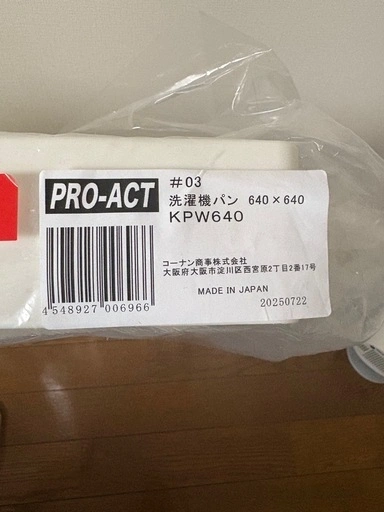 PRO-ACT
#03
洗濯機パン 640×640
KPW640
コーナン商事株式会社
大阪府大阪市淀川区西宮原2丁目2番17号
MADE IN JAPAN
20250722
4 548927 006966